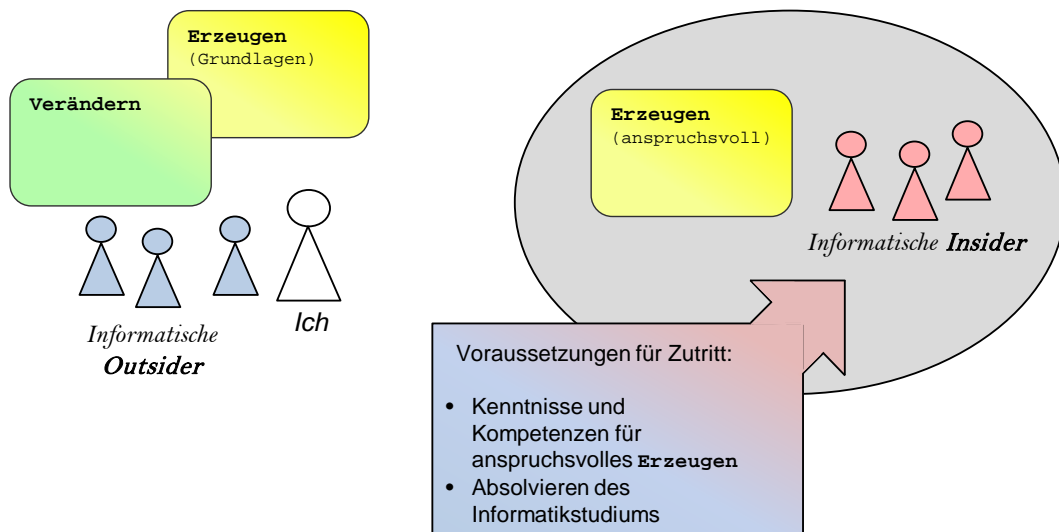 Erzeugen
(Grundlagen)
Verändern
Ich
Informatische
Outsider
Erzeugen
(anspruchsvoll)
Informatische Insider
Voraussetzungen für Zutritt:
• Kenntnisse und
Kompetenzen für
anspruchsvolles Erzeugen
• Absolvieren des
Informatikstudiums